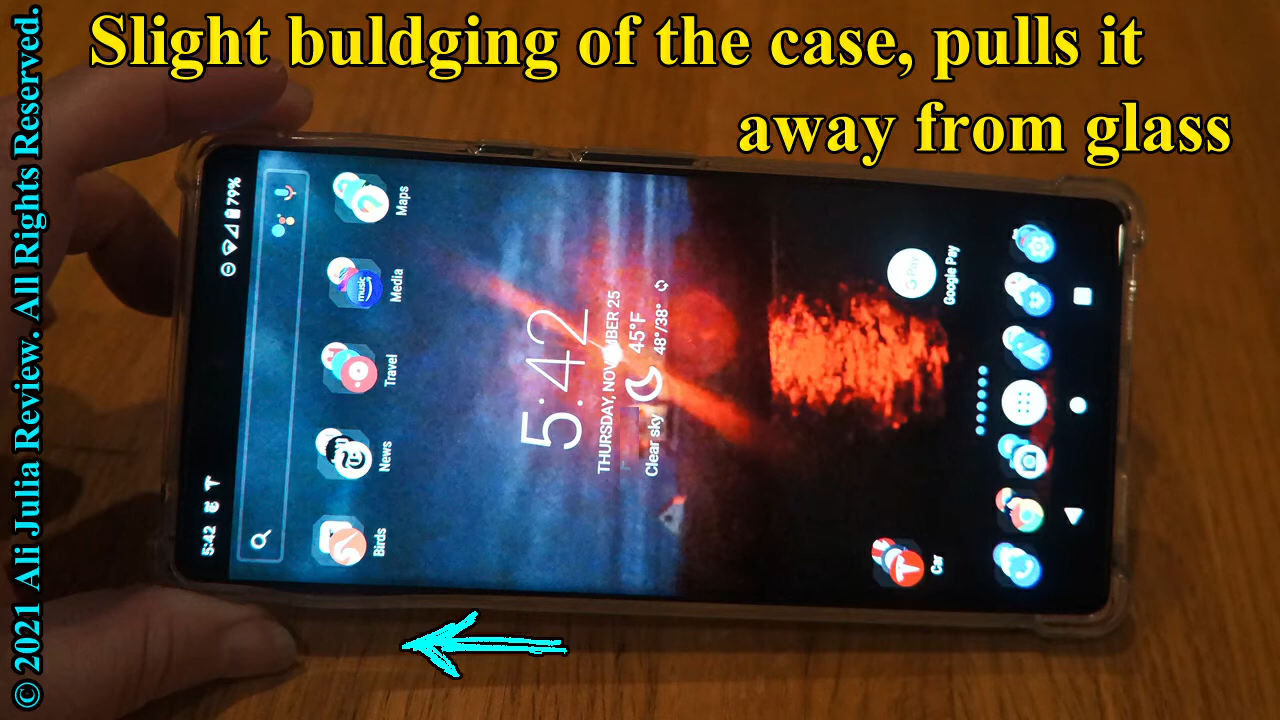 Slight buldging of the case, pulls it
away from glass
© 2021 Ali Julia Review. All Rights Reserved.
5:42
79%
Maps
Media
music
Travel
News
Birds
5:42
THURSDAY, NOVEMBER 25
45°F
48°/38°
Clear sky
G Pay
Google Pay
Car